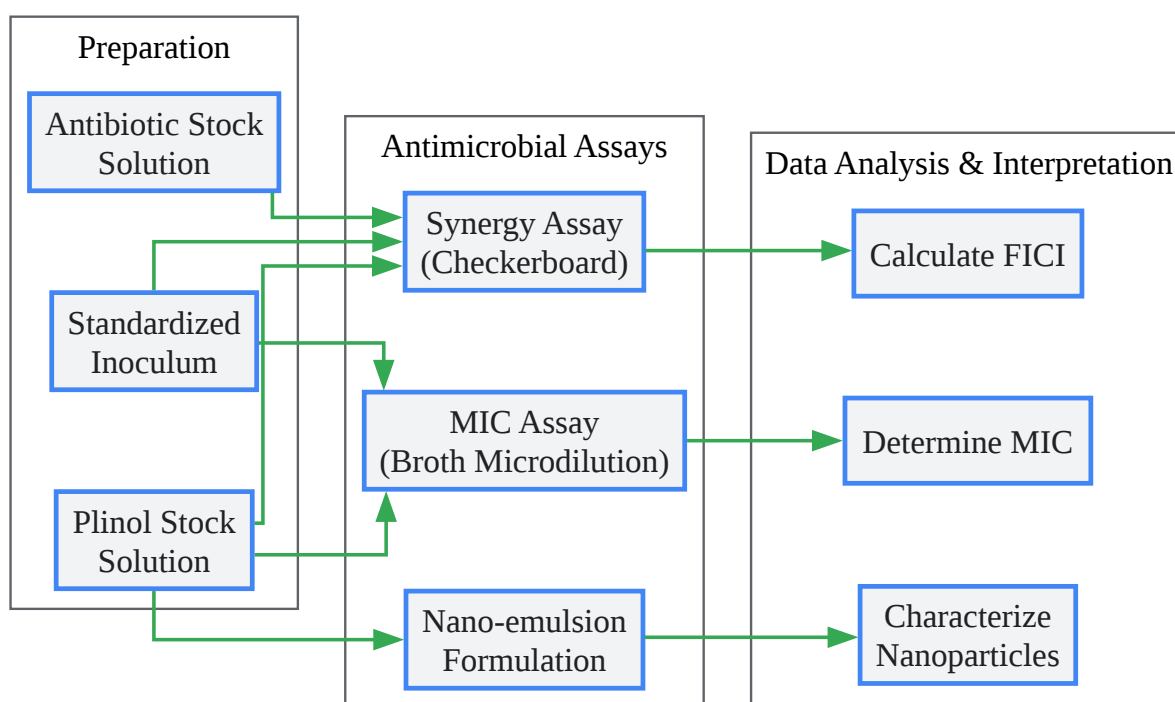 Preparation
Antibiotic Stock
Solution
Standardized
Inoculum
Plinol Stock
Solution
Antimicrobial Assays
Synergy Assay
(Checkerboard)
MIC Assay
(Broth Microdilution)
Nano-emulsion
Formulation
Data Analysis & Interpretation
Calculate FICI
Determine MIC
Characterize
Nanoparticles